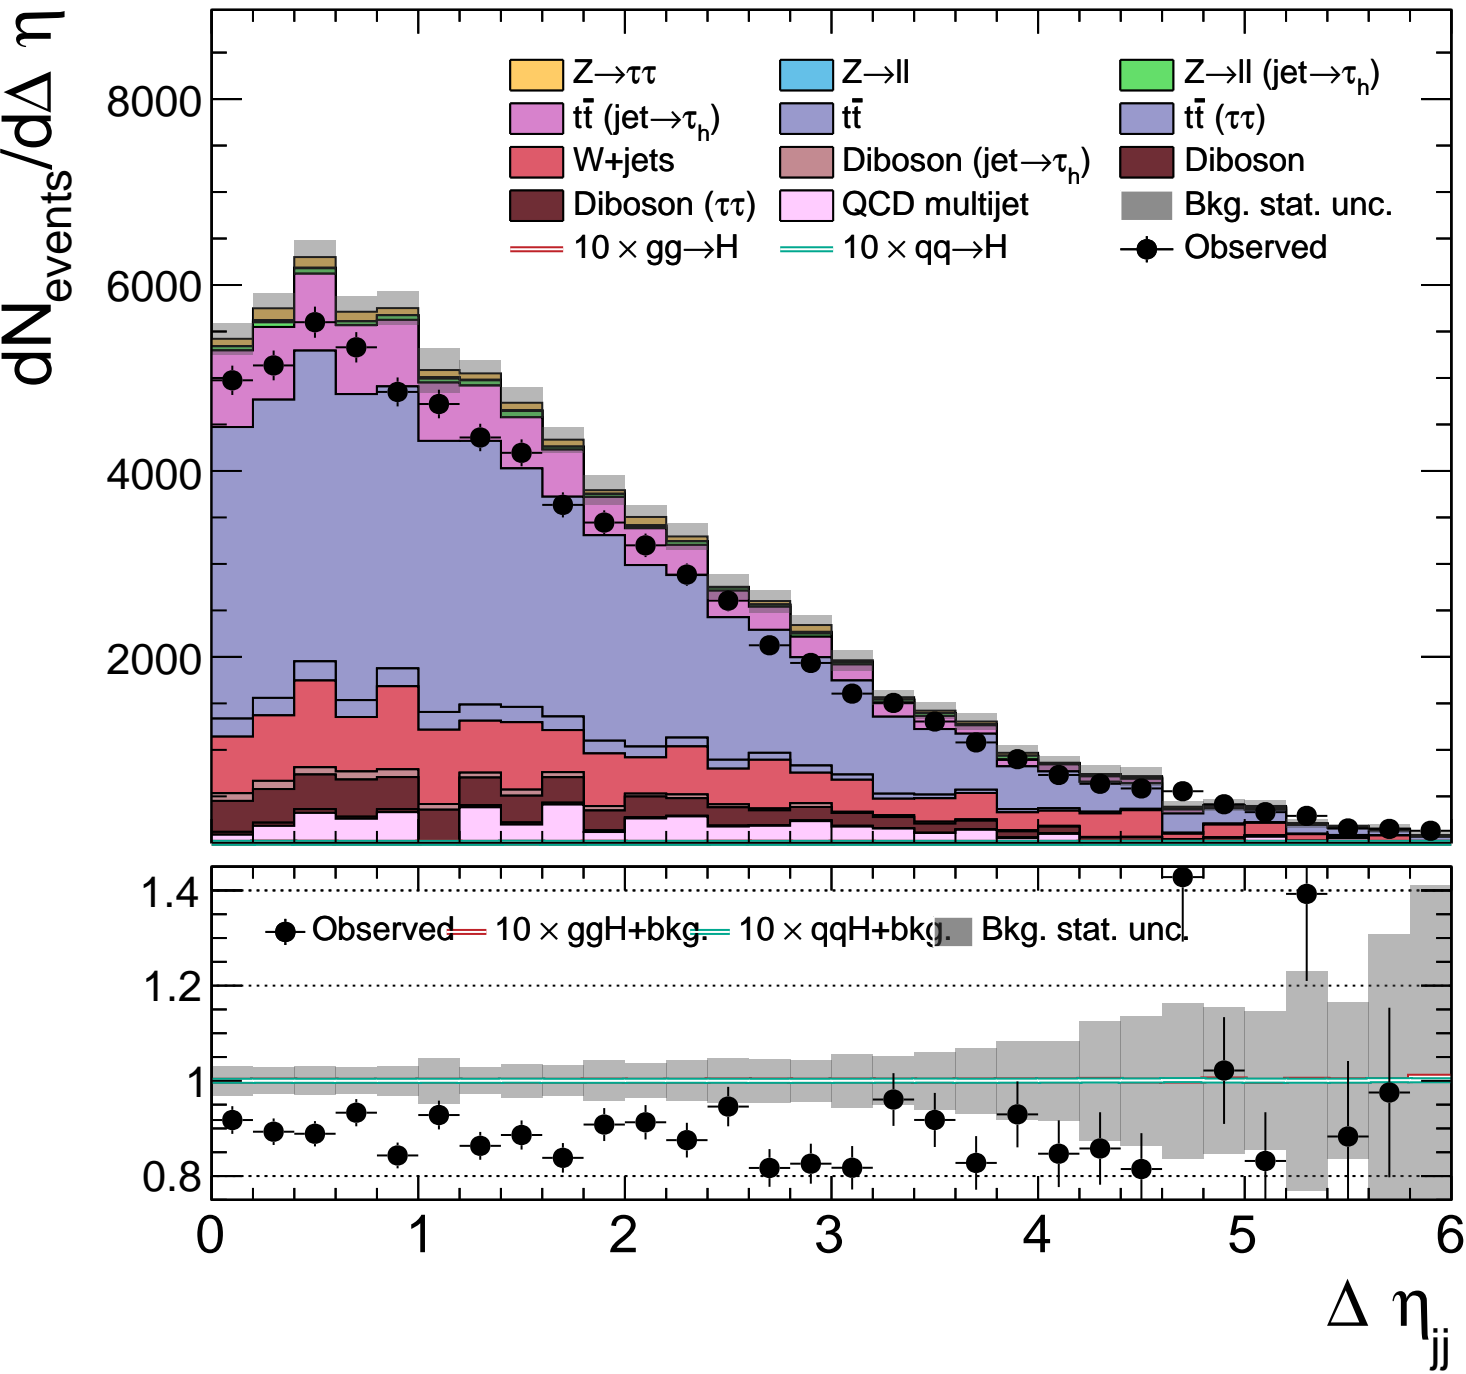 dN_events/dΔ η
8000
6000
4000
2000
Z→ττ Z→ll Z→ll (jet→τ_h)
tt̄ (jet→τ_h) tt̄ tt̄ (ττ)
W+jets Diboson (jet→τ_h) Diboson
Diboson (ττ) QCD multijet Bkg. stat. unc.
10 × gg→H 10 × qq→H Observed
1.4
Observed 10 × ggH+bkg. 10 × qqH+bkg. Bkg. stat. unc.
1.2
1
0.8
0 1 2 3 4 5 6
Δ η_jj